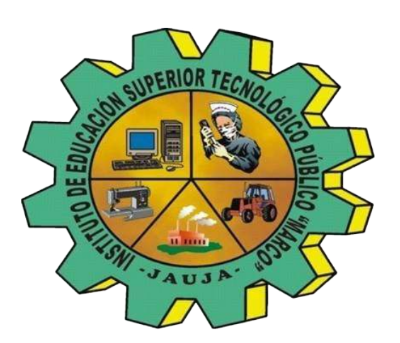 INSTITUTO DE EDUCACIÓN SUPERIOR TECNOLÓGICO PÚBLICO "MARCO"
- JAUJA -